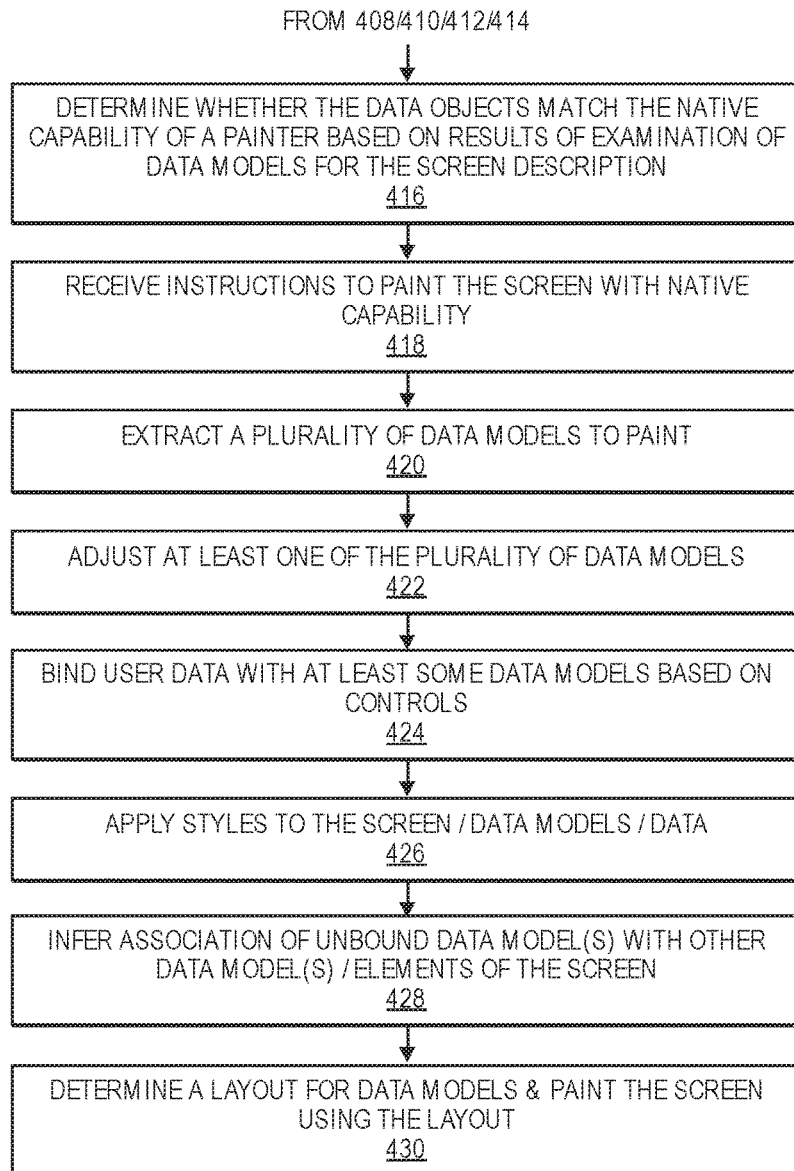 FROM 408/410/412/414
DETERMINE WHETHER THE DATA OBJECTS MATCH THE NATIVE
CAPABILITY OF A PAINTER BASED ON RESULTS OF EXAMINATION OF
DATA MODELS FOR THE SCREEN DESCRIPTION
416
RECEIVE INSTRUCTIONS TO PAINT THE SCREEN WITH NATIVE
CAPABILITY
418
EXTRACT A PLURALITY OF DATA MODELS TO PAINT
420
ADJUST AT LEAST ONE OF THE PLURALITY OF DATA MODELS
422
BIND USER DATA WITH AT LEAST SOME DATA MODELS BASED ON
CONTROLS
424
APPLY STYLES TO THE SCREEN / DATA MODELS / DATA
426
INFER ASSOCIATION OF UNBOUND DATA MODEL(S) WITH OTHER
DATA MODEL(S) / ELEMENTS OF THE SCREEN
428
DETERMINE A LAYOUT FOR DATA MODELS & PAINT THE SCREEN
USING THE LAYOUT
430